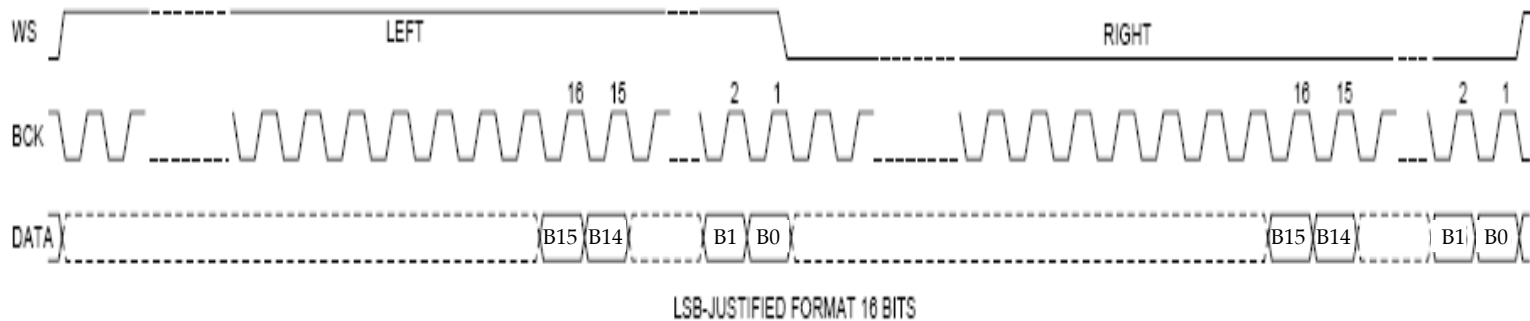 WS LEFT RIGHT
16 15 2 1 16 15 2 1
BCK
DATA B15 B14 B1 B0 B15 B14 B1 B0
LSB-JUSTIFIED FORMAT 16 BITS